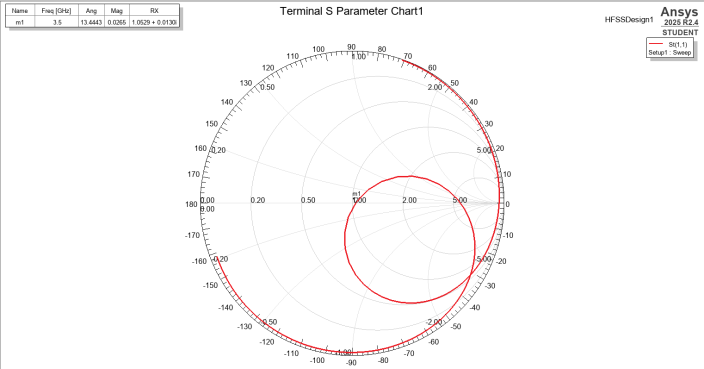 Terminal S Parameter Chart1
HFSSDesign1
Ansys
2025 R2.4
STUDENT
St(1,1)
Setup1 : Sweep
Name Freq [GHz] Ang Mag RX
m1 3.5 13.4443 0.0265 1.0529 + 0.0130i
90
100 80
110 70
120 60
130 50
140 40
150 30
160 20
170 10
180 0
-170 -10
-160 -20
-150 -30
-140 -40
-130 -50
-120 -60
-110 -70
-100 -80
-90
1.00
0.50 2.00
0.20 5.00
m1
0.00 0.20 0.50 1.00 2.00 5.00
0.00
-0.20 -5.00
-0.50 -2.00
-1.00